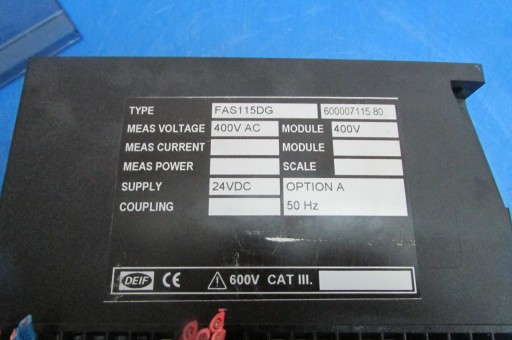 TYPE FAS115DG 600007115.80
MEAS VOLTAGE 400V AC MODULE 400V
MEAS CURRENT MODULE
MEAS POWER SCALE
SUPPLY 24VDC OPTION A
COUPLING 50 Hz
DEIF CE 600V CAT III.